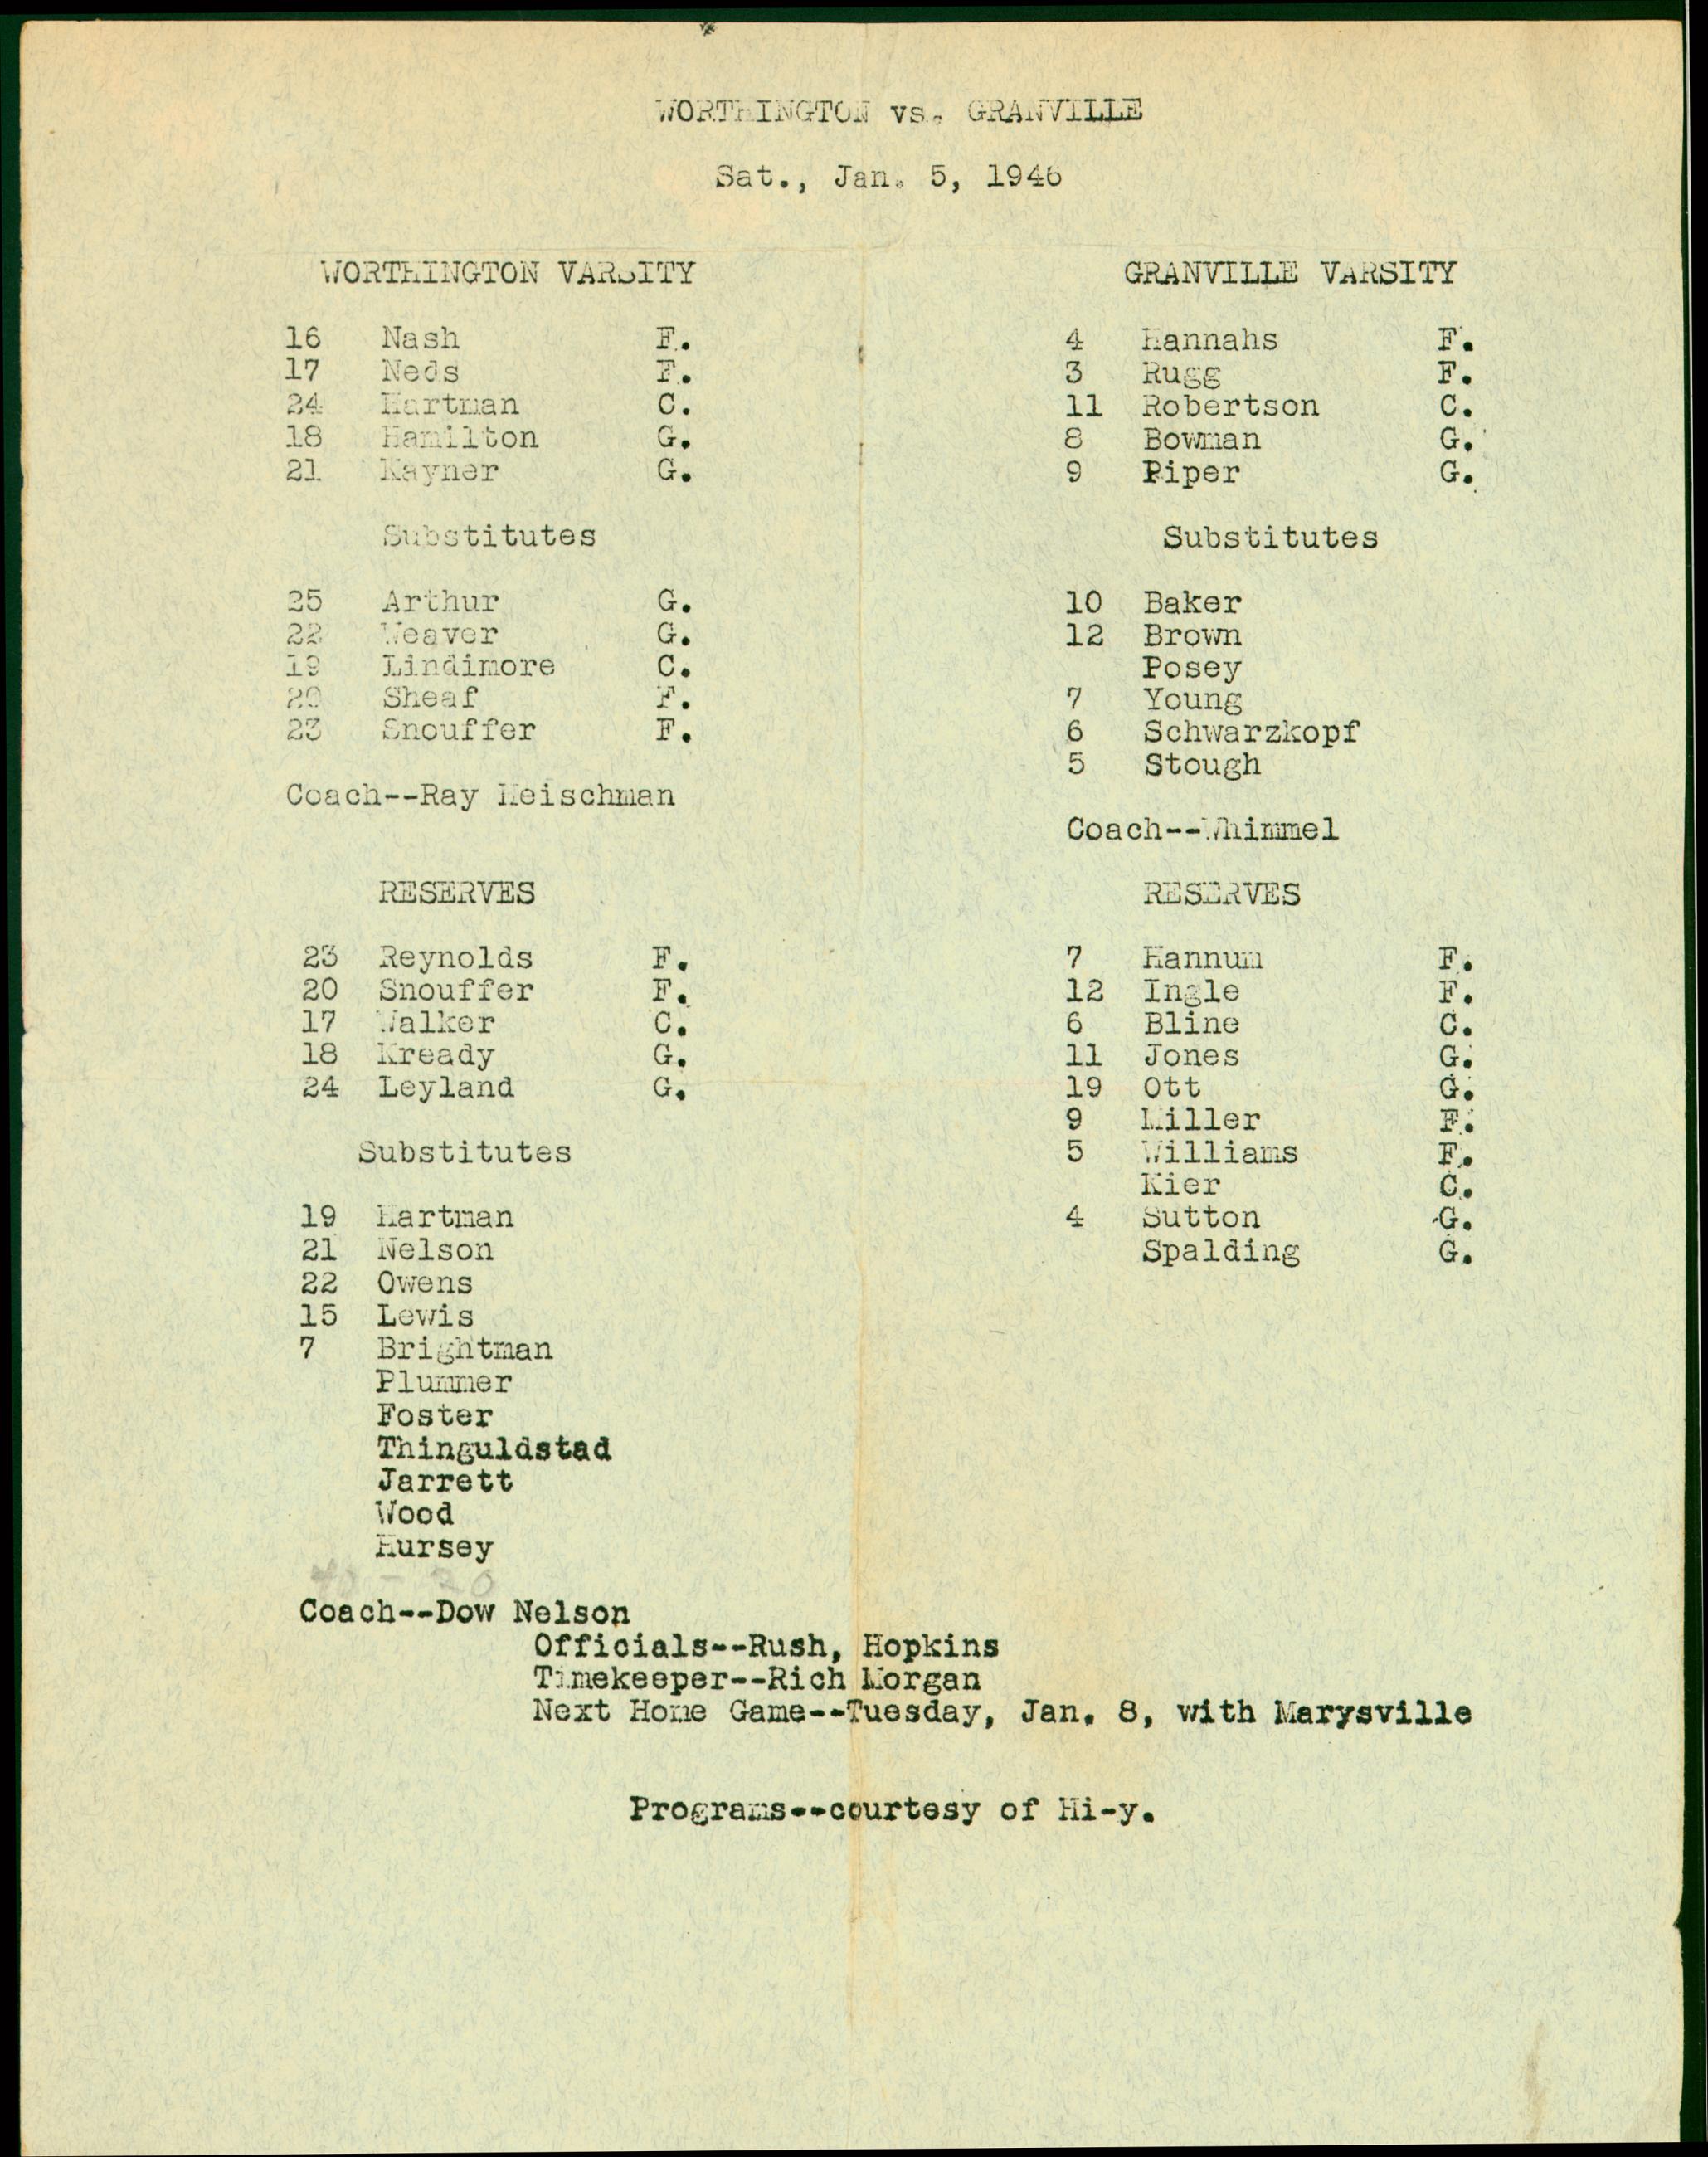 WORTHINGTON vs. GRANVILLE
Sat., Jan. 5, 1946
WORTHINGTON VARSITY
16 Nash F.
17 Neds F.
24 Hartman C.
18 Hamilton G.
21 Kayner G.
Substitutes
25 Arthur G.
22 Weaver G.
19 Lindimore C.
20 Sheaf F.
23 Snouffer F.
Coach--Ray Heischman
RESERVES
23 Reynolds F.
20 Snouffer F.
17 Walker C.
18 Kready G.
24 Leyland G.
Substitutes
19 Hartman
21 Nelson
22 Owens
15 Lewis
7 Brightman
Plummer
Foster
Thinguldstad
Jarrett
Wood
Hursey
Coach--Dow Nelson
GRANVILLE VARSITY
4 Hannahs F.
3 Rugg F.
11 Robertson C.
8 Bowman G.
9 Piper G.
Substitutes
10 Baker
12 Brown
Posey
7 Young
6 Schwarzkopf
5 Stough
Coach--Whimmel
RESERVES
7 Hannum F.
12 Ingle F.
6 Bline C.
11 Jones G.
19 Ott G.
9 Miller F.
5 Williams F.
Kier C.
4 Sutton G.
Spalding G.
Officials--Rush, Hopkins
Timekeeper--Rich Morgan
Next Home Game--Tuesday, Jan. 8, with Marysville
Programs--courtesy of Hi-y.